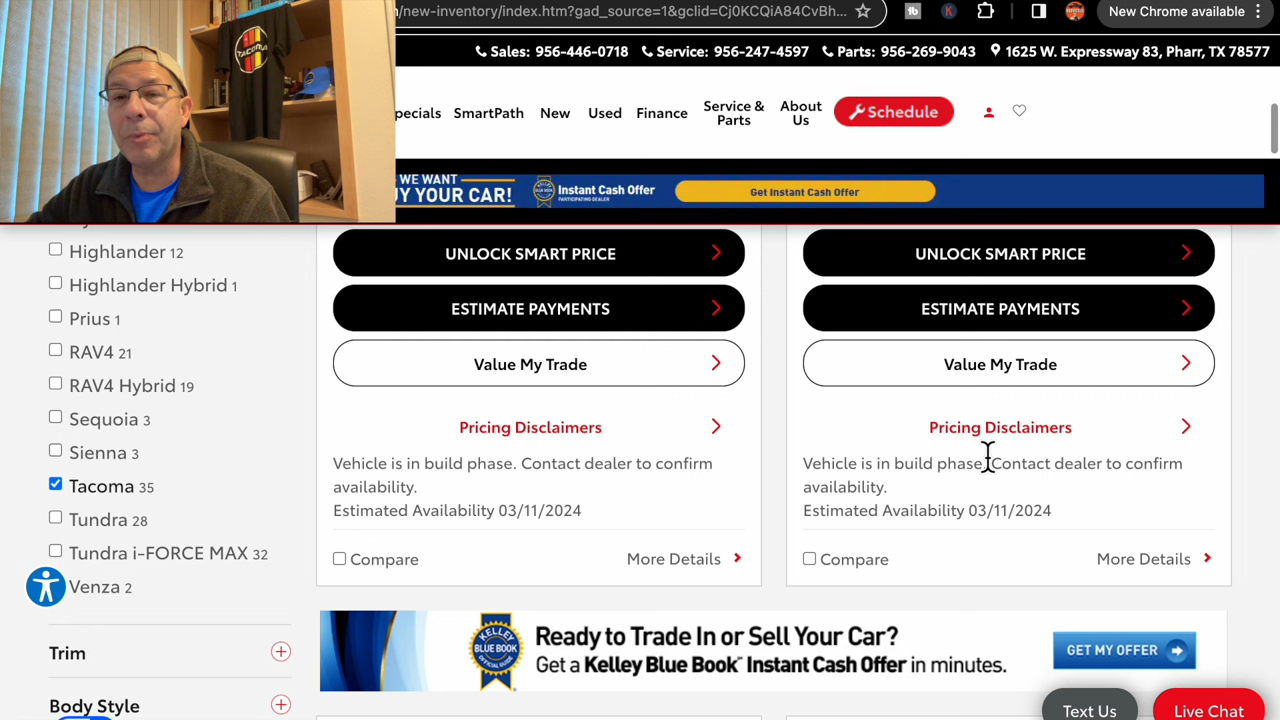 /new-inventory/index.htm?gad_source=1&gclid=Cj0KCQiA84CvBh...
New Chrome available
Sales: 956-446-0718 Service: 956-247-4597 Parts: 956-269-9043 1625 W. Expressway 83, Pharr, TX 78577
TACOMA
pecials SmartPath New Used Finance Service & Parts About Us Schedule
WE WANT
Y YOUR CAR!
Instant Cash Offer
PARTICIPATING DEALER
Get Instant Cash Offer
Highlander 12
Highlander Hybrid 1
Prius 1
RAV4 21
RAV4 Hybrid 19
Sequoia 3
Sienna 3
Tacoma 35
Tundra 28
Tundra i-FORCE MAX 32
Venza 2
Trim
Body Style
UNLOCK SMART PRICE
ESTIMATE PAYMENTS
Value My Trade
Pricing Disclaimers
Vehicle is in build phase. Contact dealer to confirm
availability.
Estimated Availability 03/11/2024
Compare More Details
UNLOCK SMART PRICE
ESTIMATE PAYMENTS
Value My Trade
Pricing Disclaimers
Vehicle is in build phase. Contact dealer to confirm
availability.
Estimated Availability 03/11/2024
Compare More Details
KELLEY
BLUE BOOK
OFFICIAL GUIDE
Ready to Trade In or Sell Your Car?
Get a Kelley Blue Book Instant Cash Offer in minutes.
GET MY OFFER
Text Us
Live Chat